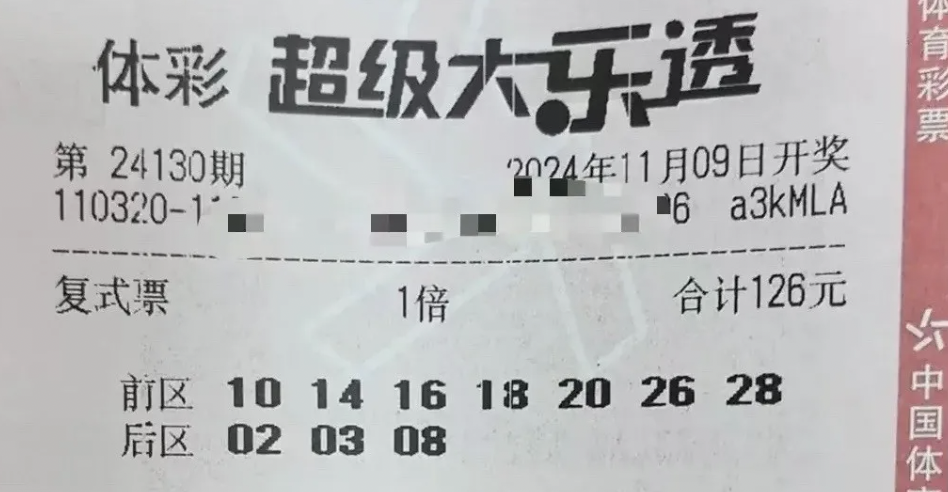 体彩 超级大乐透
第 24130期 2024年11月09日开奖
110320-1 6 a3kMLA
复式票 1倍 合计126元
前区 10 14 16 18 20 26 28
后区 02 03 08
体育彩票
中国体